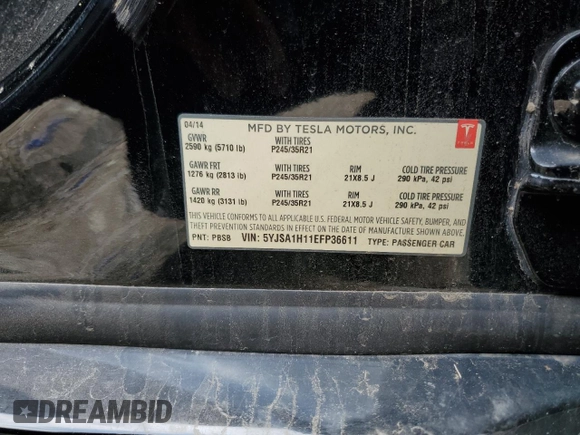 04/14 MFD BY TESLA MOTORS, INC.
GVWR WITH TIRES
2590 kg (5710 lb) P245/35R21
GAWR FRT WITH TIRES RIM COLD TIRE PRESSURE
1276 kg (2813 lb) P245/35R21 21X8.5 J 290 kPa, 42 psi
GAWR RR WITH TIRES RIM COLD TIRE PRESSURE
1420 kg (3131 lb) P245/35R21 21X8.5 J 290 kPa, 42 psi
THIS VEHICLE CONFORMS TO ALL APPLICABLE U.S. FEDERAL MOTOR VEHICLE SAFETY, BUMPER, AND
THEFT PREVENTION STANDARDS IN EFFECT ON THE DATE OF MANUFACTURE SHOWN ABOVE.
PNT: PBSB VIN: 5YJSA1H11EFP36611 TYPE: PASSENGER CAR
TESLA
DREAMBID